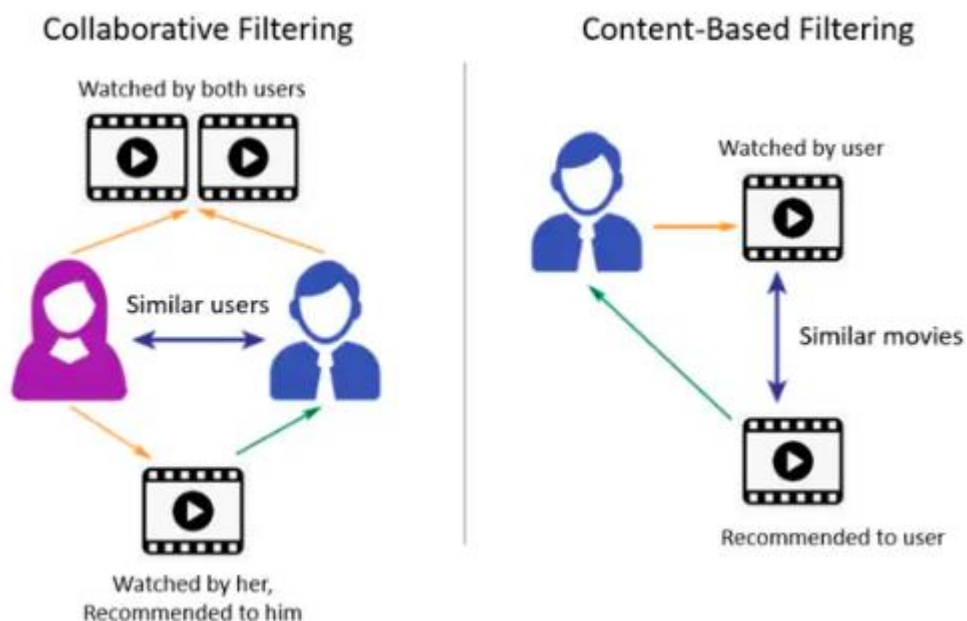 Collaborative Filtering
Watched by both users
Similar users
Watched by her,
Recommended to him
Content-Based Filtering
Watched by user
Similar movies
Recommended to user